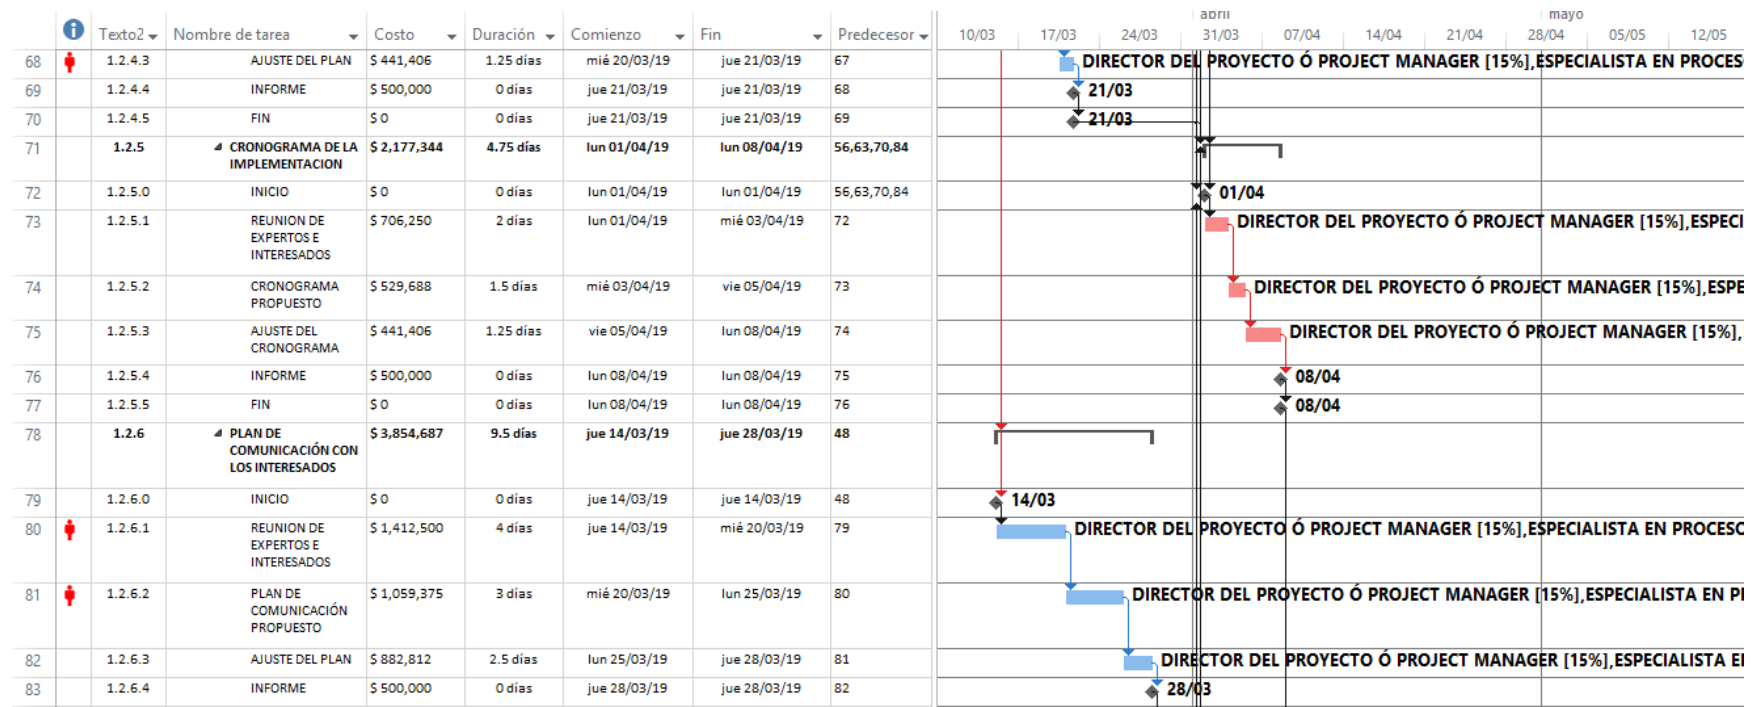 abril mayo
Texto2 Nombre de tarea Costo Duración Comienzo Fin Predecesor 10/03 17/03 24/03 31/03 07/04 14/04 21/04 28/04 05/05 12/05
68 1.2.4.3 AJUSTE DEL PLAN $ 441,406 1.25 días mié 20/03/19 jue 21/03/19 67 DIRECTOR DEL PROYECTO Ó PROJECT MANAGER [15%],ESPECIALISTA EN PROCES
69 1.2.4.4 INFORME $ 500,000 0 días jue 21/03/19 jue 21/03/19 68 21/03
70 1.2.4.5 FIN $ 0 0 días jue 21/03/19 jue 21/03/19 69 21/03
71 1.2.5 CRONOGRAMA DE LA $ 2,177,344 4.75 días lun 01/04/19 lun 08/04/19 56,63,70,84
IMPLEMENTACION
72 1.2.5.0 INICIO $ 0 0 días lun 01/04/19 lun 01/04/19 56,63,70,84 01/04
73 1.2.5.1 REUNION DE $ 706,250 2 días lun 01/04/19 mié 03/04/19 72 DIRECTOR DEL PROYECTO Ó PROJECT MANAGER [15%],ESPECI
EXPERTOS E
INTERESADOS
74 1.2.5.2 CRONOGRAMA $ 529,688 1.5 días mié 03/04/19 vie 05/04/19 73 DIRECTOR DEL PROYECTO Ó PROJECT MANAGER [15%],ESPE
PROPUESTO
75 1.2.5.3 AJUSTE DEL $ 441,406 1.25 días vie 05/04/19 lun 08/04/19 74 DIRECTOR DEL PROYECTO Ó PROJECT MANAGER [15%],
CRONOGRAMA
76 1.2.5.4 INFORME $ 500,000 0 días lun 08/04/19 lun 08/04/19 75 08/04
77 1.2.5.5 FIN $ 0 0 días lun 08/04/19 lun 08/04/19 76 08/04
78 1.2.6 PLAN DE $ 3,854,687 9.5 días jue 14/03/19 jue 28/03/19 48
COMUNICACIÓN CON
LOS INTERESADOS
79 1.2.6.0 INICIO $ 0 0 días jue 14/03/19 jue 14/03/19 48 14/03
80 1.2.6.1 REUNION DE $ 1,412,500 4 días jue 14/03/19 mié 20/03/19 79 DIRECTOR DEL PROYECTO Ó PROJECT MANAGER [15%],ESPECIALISTA EN PROCESO
EXPERTOS E
INTERESADOS
81 1.2.6.2 PLAN DE $ 1,059,375 3 días mié 20/03/19 lun 25/03/19 80 DIRECTOR DEL PROYECTO Ó PROJECT MANAGER [15%],ESPECIALISTA EN P
COMUNICACIÓN
PROPUESTO
82 1.2.6.3 AJUSTE DEL PLAN $ 882,812 2.5 días lun 25/03/19 jue 28/03/19 81 DIRECTOR DEL PROYECTO Ó PROJECT MANAGER [15%],ESPECIALISTA E
83 1.2.6.4 INFORME $ 500,000 0 días jue 28/03/19 jue 28/03/19 82 28/03